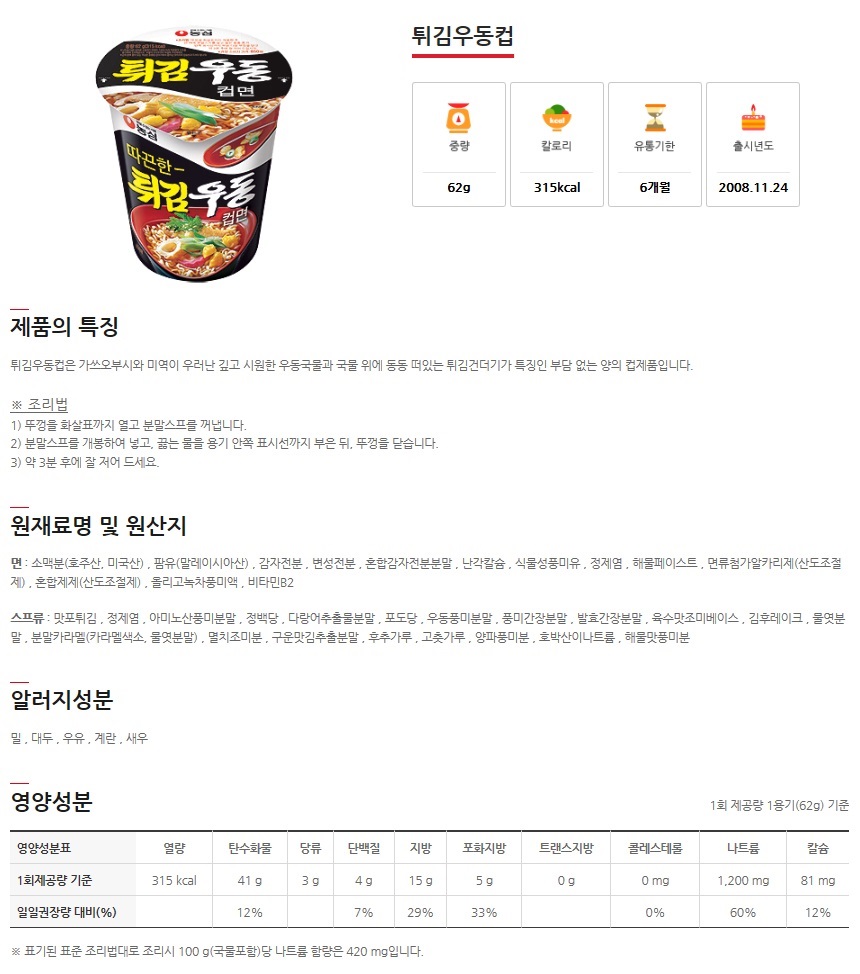 농심
튀김우동
컵면
농심
따끈한
튀김우동
컵면
튀김우동컵
중량
칼로리
유통기한
출시년도
kcal
62g
315kcal
6개월
2008.11.24
제품의 특징
튀김우동컵은 가쓰오부시와 미역이 우러난 깊고 시원한 우동국물과 국물 위에 동동 떠있는 튀김건더기가 특징인 부담 없는 양의 컵제품입니다.
※ 조리법
1) 뚜껑을 화살표까지 열고 분말스프를 꺼냅니다.
2) 분말스프를 개봉하여 넣고, 끓는 물을 용기 안쪽 표시선까지 부은 뒤, 뚜껑을 닫습니다.
3) 약 3분 후에 잘 저어 드세요.
원재료명 및 원산지
면 : 소맥분(호주산, 미국산) , 팜유(말레이시아산) , 감자전분 , 변성전분 , 혼합감자전분분말 , 난각칼슘 , 식물성풍미유 , 정제염 , 해물페이스트 , 면류첨가알카리제(산도조절
제) , 혼합제제(산도조절제) , 올리고녹차풍미액 , 비타민B2
스프류 : 맛포튀김 , 정제염 , 아미노산풍미분말 , 정백당 , 다랑어추출물분말 , 포도당 , 우동풍미분말 , 풍미간장분말 , 발효간장분말 , 육수맛조미베이스 , 김후레이크 , 물엿분
말 , 분말카라멜(카라멜색소, 물엿분말) , 멸치조미분 , 구운맛김추출분말 , 후추가루 , 고춧가루 , 양파풍미분 , 호박산이나트륨 , 해물맛풍미분
알러지성분
밀 , 대두 , 우유 , 계란 , 새우
영양성분
1회 제공량 1용기(62g) 기준
영양성분표 열량 탄수화물 당류 단백질 지방 포화지방 트랜스지방 콜레스테롤 나트륨 칼슘
1회제공량 기준 315 kcal 41 g 3 g 4 g 15 g 5 g 0 g 0 mg 1,200 mg 81 mg
일일권장량 대비(%) 12% 7% 29% 33% 0% 60% 12%
※ 표기된 표준 조리법대로 조리시 100 g(국물포함)당 나트륨 함량은 420 mg입니다.